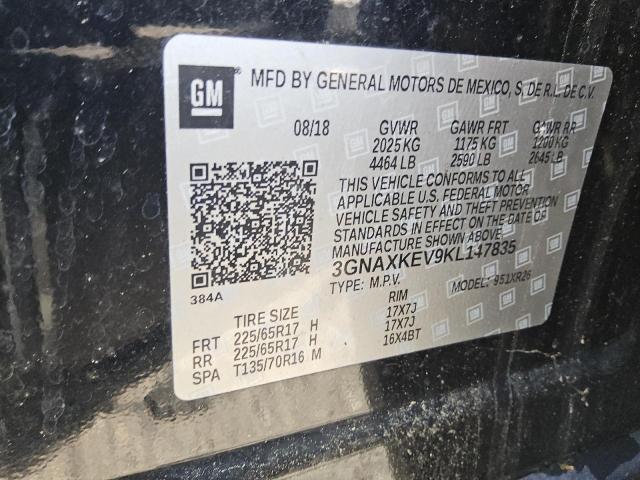 GM
MFD BY GENERAL MOTORS DE MEXICO, S. DE R.L. DE C.V.
08/18 GVWR GAWR FRT GAWR RR
2025 KG 1175 KG 1200 KG
4464 LB 2590 LB 2645 LB
THIS VEHICLE CONFORMS TO ALL
APPLICABLE U.S. FEDERAL MOTOR
VEHICLE SAFETY AND THEFT PREVENTION
STANDARDS IN EFFECT ON THE DATE OF
MANUFACTURE SHOWN ABOVE.
3GNAXKEV9KL147835
TYPE: M.P.V. MODEL: 951XR26
384A
TIRE SIZE RIM
FRT 225/65R17 H 17X7J
RR 225/65R17 H 17X7J
SPA T135/70R16 M 16X4BT